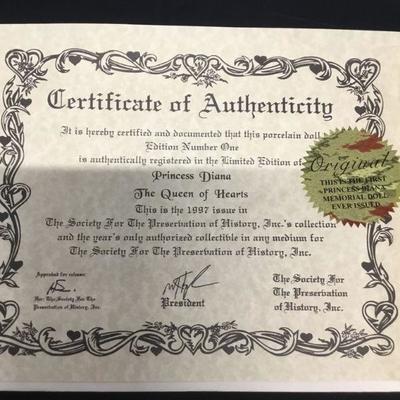 Certificate of Authenticity
It is hereby certified and documented that this porcelain doll
Edition Number One
is authentically registered in the Limited Edition of
Princess Diana
The Queen of Hearts
This is the 1997 issue in
The Society For The Preservation of History, Inc.'s collection
and the year's only authorized collectible in any medium for
The Society For The Preservation of History, Inc.
Original
THIS IS THE FIRST
PRINCESS DIANA
MEMORIAL DOLL
EVER ISSUED
Approved for release:
For: The Society For The
Preservation of History, Inc.
President
The Society For
The Preservation
of History, Inc.